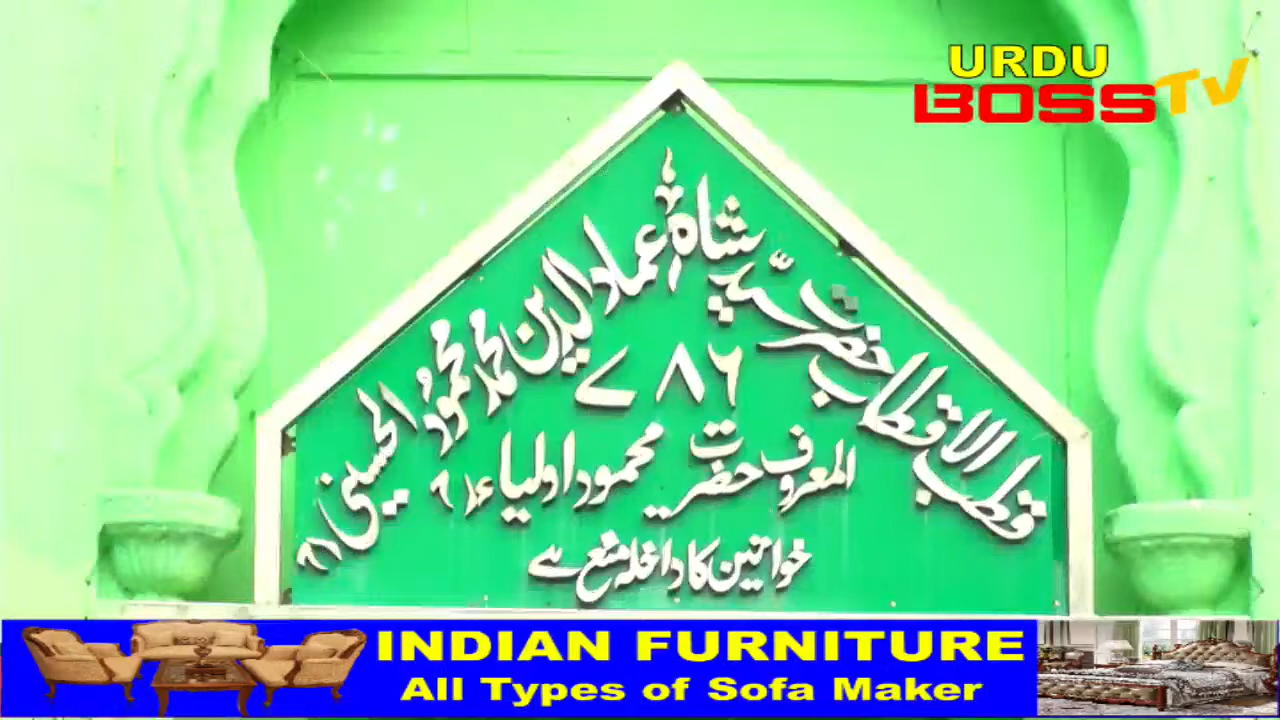 URDU
BOSS TV
قطب الاقطاب حضرت سید شاہ عماد الدین محمد محمود الحسینیؒ
۷۸۶
المعروف حضرت محمود اولیاءؒ
خواتین کا داخلہ منع ہے
INDIAN FURNITURE
All Types of Sofa Maker